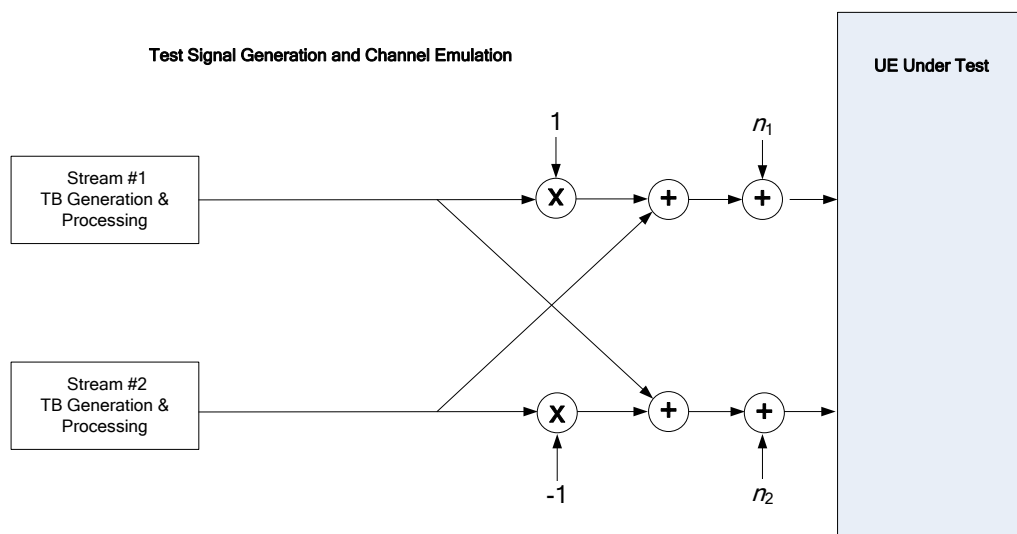 Test Signal Generation and Channel Emulation
UE Under Test
1
n1
Stream #1
TB Generation &
Processing
X
+
+
Stream #2
TB Generation &
Processing
X
+
+
-1
n2